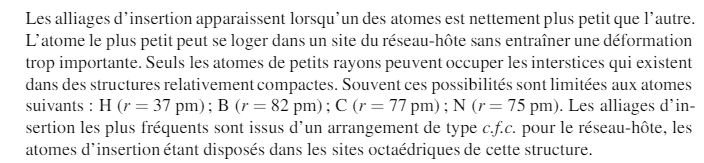 Les alliages d’insertion apparaissent lorsqu’un des atomes est nettement plus petit que l’autre.
L’atome le plus petit peut se loger dans un site du réseau-hôte sans entraîner une déformation
trop importante. Seuls les atomes de petits rayons peuvent occuper les interstices qui existent
dans des structures relativement compactes. Souvent ces possibilités sont limitées aux atomes
suivants : H (r = 37 pm) ; B (r = 82 pm) ; C (r = 77 pm) ; N (r = 75 pm). Les alliages d’in-
sertion les plus fréquents sont issus d’un arrangement de type c.f.c. pour le réseau-hôte, les
atomes d’insertion étant disposés dans les sites octaédriques de cette structure.